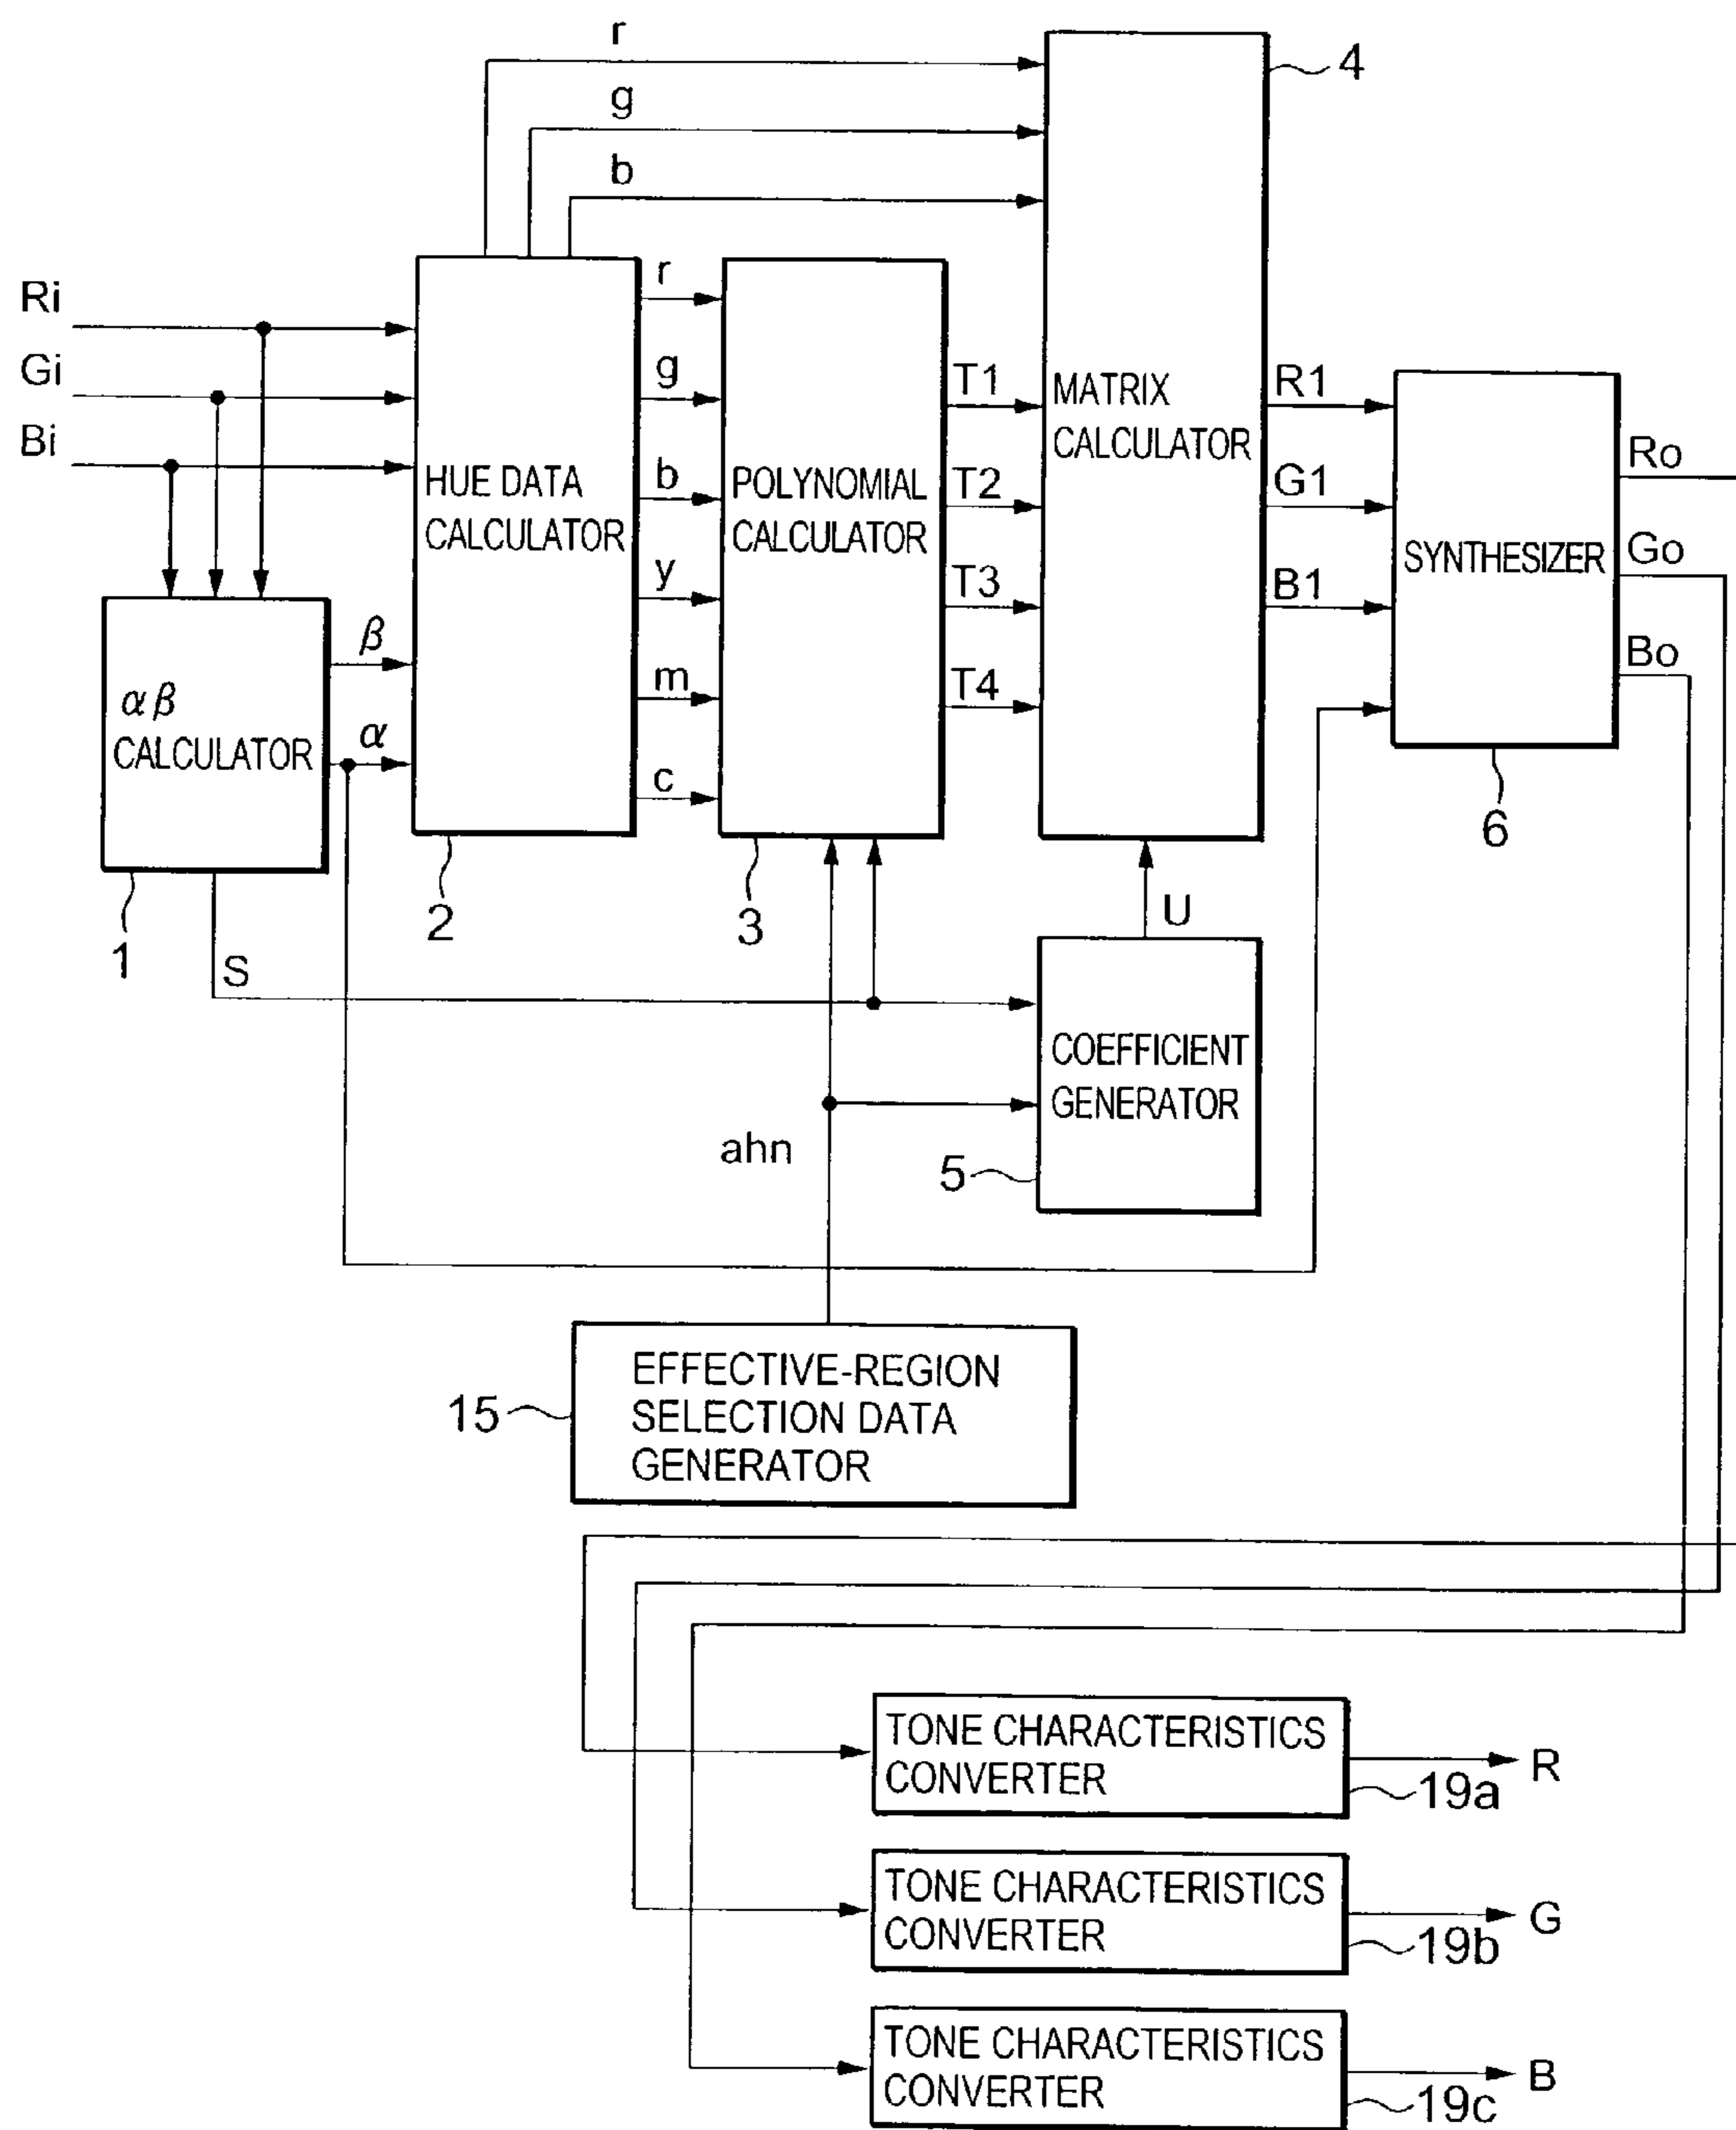 r
4
g
b
Ri
r
Gi
g
T1
MATRIX
CALCULATOR
R1
Bi
HUE DATA
CALCULATOR
b
POLYNOMIAL
CALCULATOR
T2
G1
Ro
SYNTHESIZER
Go
y
T3
B1
β
m
T4
Bo
α β
CALCULATOR
α
c
6
1
2
3
U
S
COEFFICIENT
GENERATOR
ahn
5
EFFECTIVE-REGION
SELECTION DATA
GENERATOR
15
TONE CHARACTERISTICS
CONVERTER
R
19a
TONE CHARACTERISTICS
CONVERTER
G
19b
TONE CHARACTERISTICS
CONVERTER
B
19c